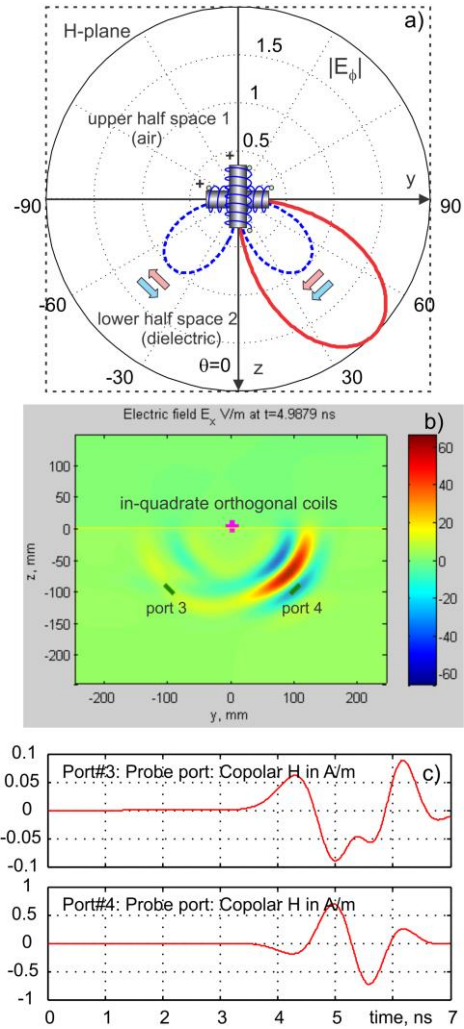 H-plane
a)
1.5
|Eϕ|
1
upper half space 1
(air)
0.5
+
+
y
-90
90
-60
60
lower half space 2
(dielectric)
-30
θ=0
z
30
Electric field E_x V/m at t=4.9879 ns
b)
in-quadrate orthogonal coils
port 3
port 4
z, mm
150
100
50
0
-50
-100
-150
-200
-200
-100
0
100
200
y, mm
60
40
20
0
-20
-40
-60
Port#3: Probe port: Copolar H in A/m
c)
0.1
0.05
0
-0.05
-0.1
Port#4: Probe port: Copolar H in A/m
1
0.5
0
-0.5
-1
0
1
2
3
4
5
time, ns
7